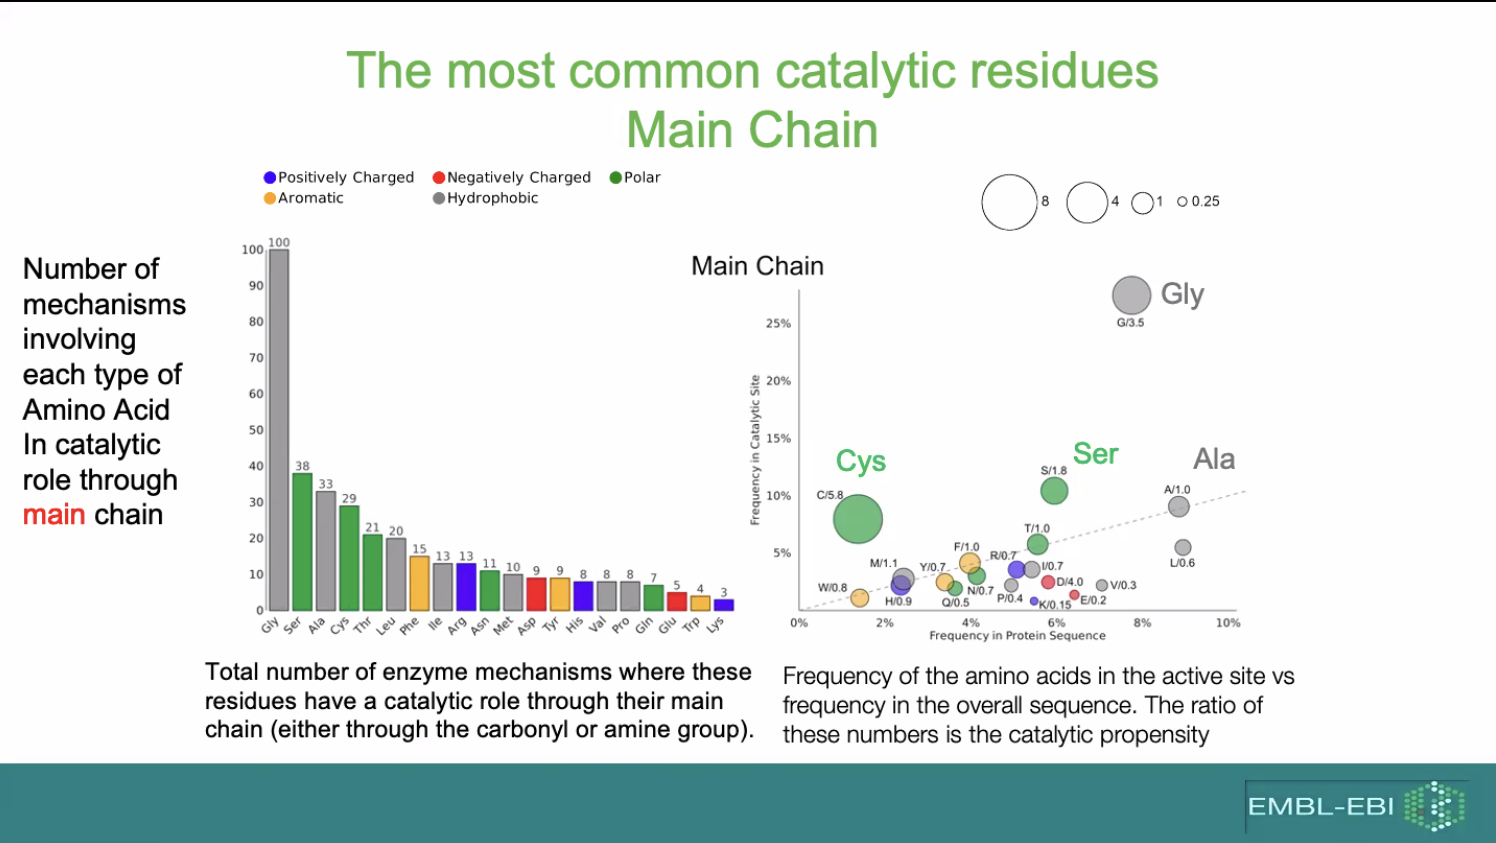 The most common catalytic residues
Main Chain
Positively Charged
Negatively Charged
Polar
Aromatic
Hydrophobic
Number of
mechanisms
involving
each type of
Amino Acid
In catalytic
role through
main chain
100
90
80
70
60
50
40
30
20
10
0
100
38
33
29
21
20
15
13
13
11
10
9
9
8
8
8
7
5
4
3
Gly
Ser
Ala
Cys
Thr
Leu
Phe
Ile
Arg
Asn
Met
Asp
Tyr
His
Val
Pro
Gln
Glu
Trp
Lys
Total number of enzyme mechanisms where these
residues have a catalytic role through their main
chain (either through the carbonyl or amine group).
8
4
1
0.25
Main Chain
Frequency in Catalytic Site
25%
20%
15%
10%
5%
Gly
G/3.5
Cys
C/5.8
Ser
S/1.8
Ala
A/1.0
T/1.0
L/0.6
F/1.0
R/0.7
I/0.7
M/1.1
Y/0.7
D/4.0
V/0.3
W/0.8
H/0.9
Q/0.5
N/0.7
P/0.4
K/0.15
E/0.2
0%
2%
4%
6%
8%
10%
Frequency in Protein Sequence
Frequency of the amino acids in the active site vs
frequency in the overall sequence. The ratio of
these numbers is the catalytic propensity
EMBL-EBI